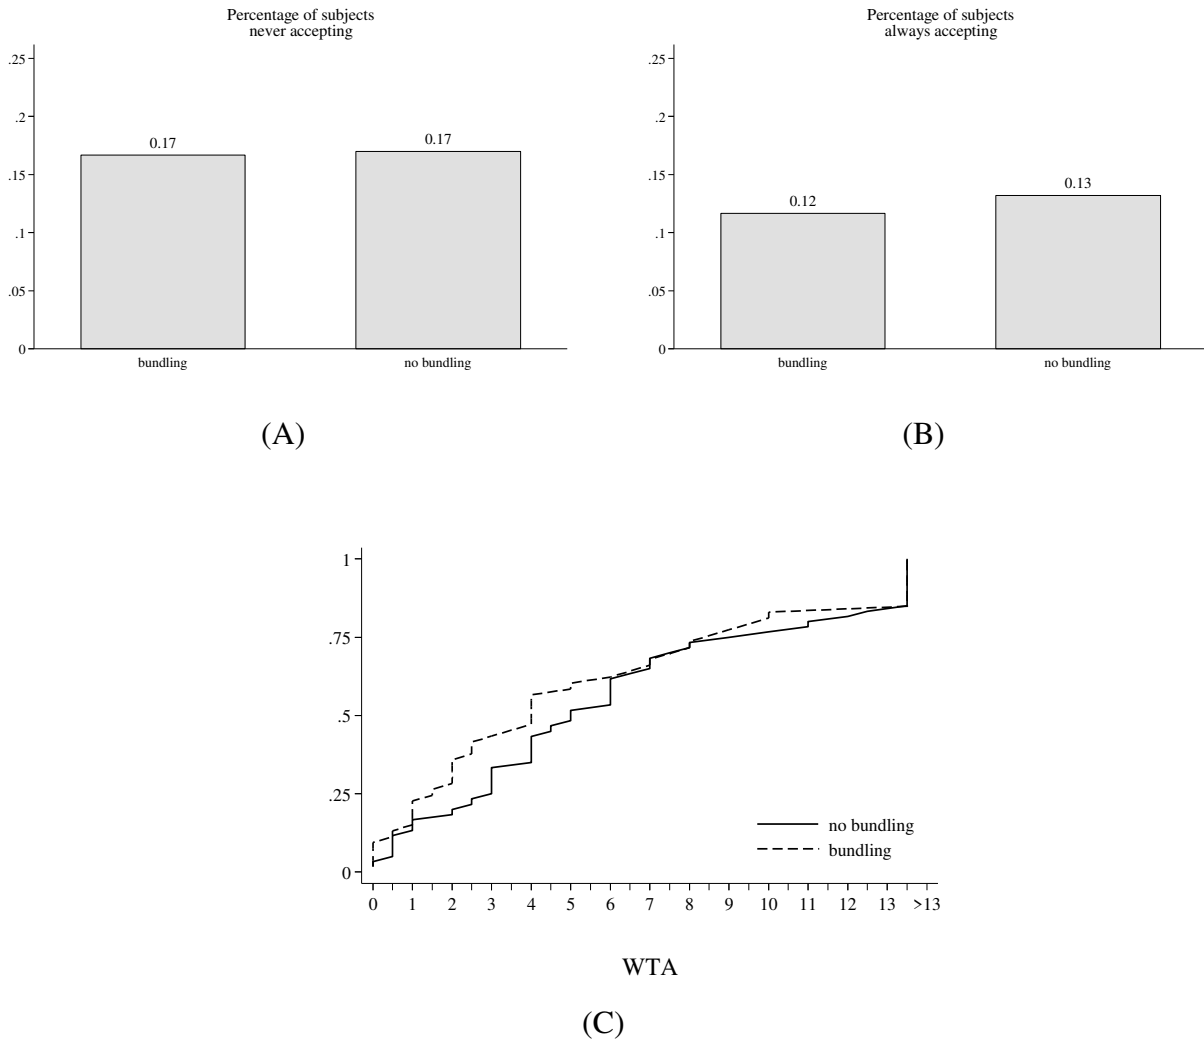 Percentage of subjects
never accepting
.25
.2
.15
.1
.05
0
0.17
0.17
bundling
no bundling
(A)
Percentage of subjects
always accepting
.25
.2
.15
.1
.05
0
0.12
0.13
bundling
no bundling
(B)
1
.75
.5
.25
0
no bundling
bundling
0 1 2 3 4 5 6 7 8 9 10 11 12 13 >13
WTA
(C)